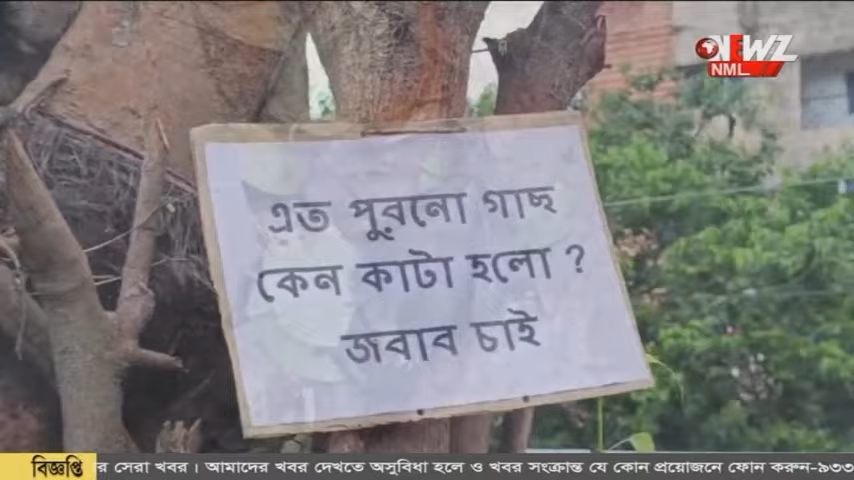 NEWZ
NML
এত পুরনো গাছ
কেন কাটা হলো ?
জবাব চাই
বিজ্ঞপ্তি র সেরা খবর । আমাদের খবর দেখতে অসুবিধা হলে ও খবর সংক্রান্ত যে কোন প্রয়োজনে ফোন করুন-৯৩৩